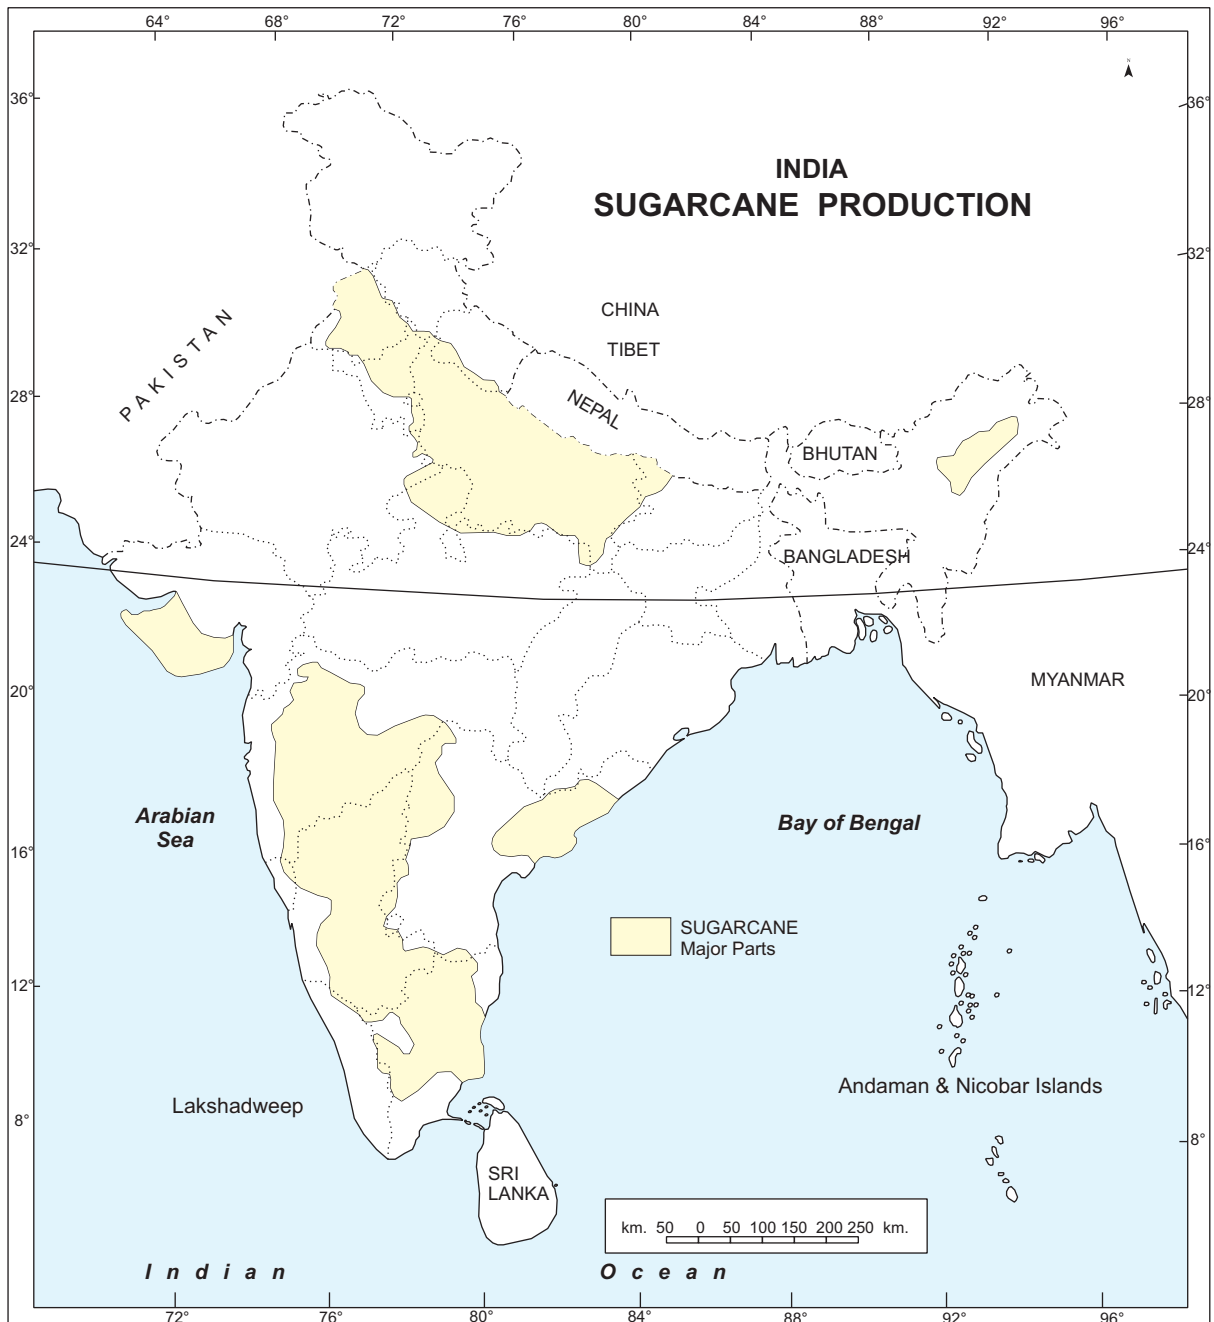 64° 68° 72° 76° 80° 84° 88° 92° 96°
N
36° 36°
INDIA
SUGARCANE PRODUCTION
32° 32°
CHINA
TIBET
PAKISTAN
28° 28°
NEPAL
BHUTAN
24° 24°
BANGLADESH
MYANMAR
20° 20°
Arabian
Sea
Bay of Bengal
16° 16°
SUGARCANE
Major Parts
12° 12°
Andaman & Nicobar Islands
Lakshadweep
8° 8°
SRI
LANKA
km. 50 0 50 100 150 200 250 km.
Indian Ocean
72° 76° 80° 84° 88° 92° 96°